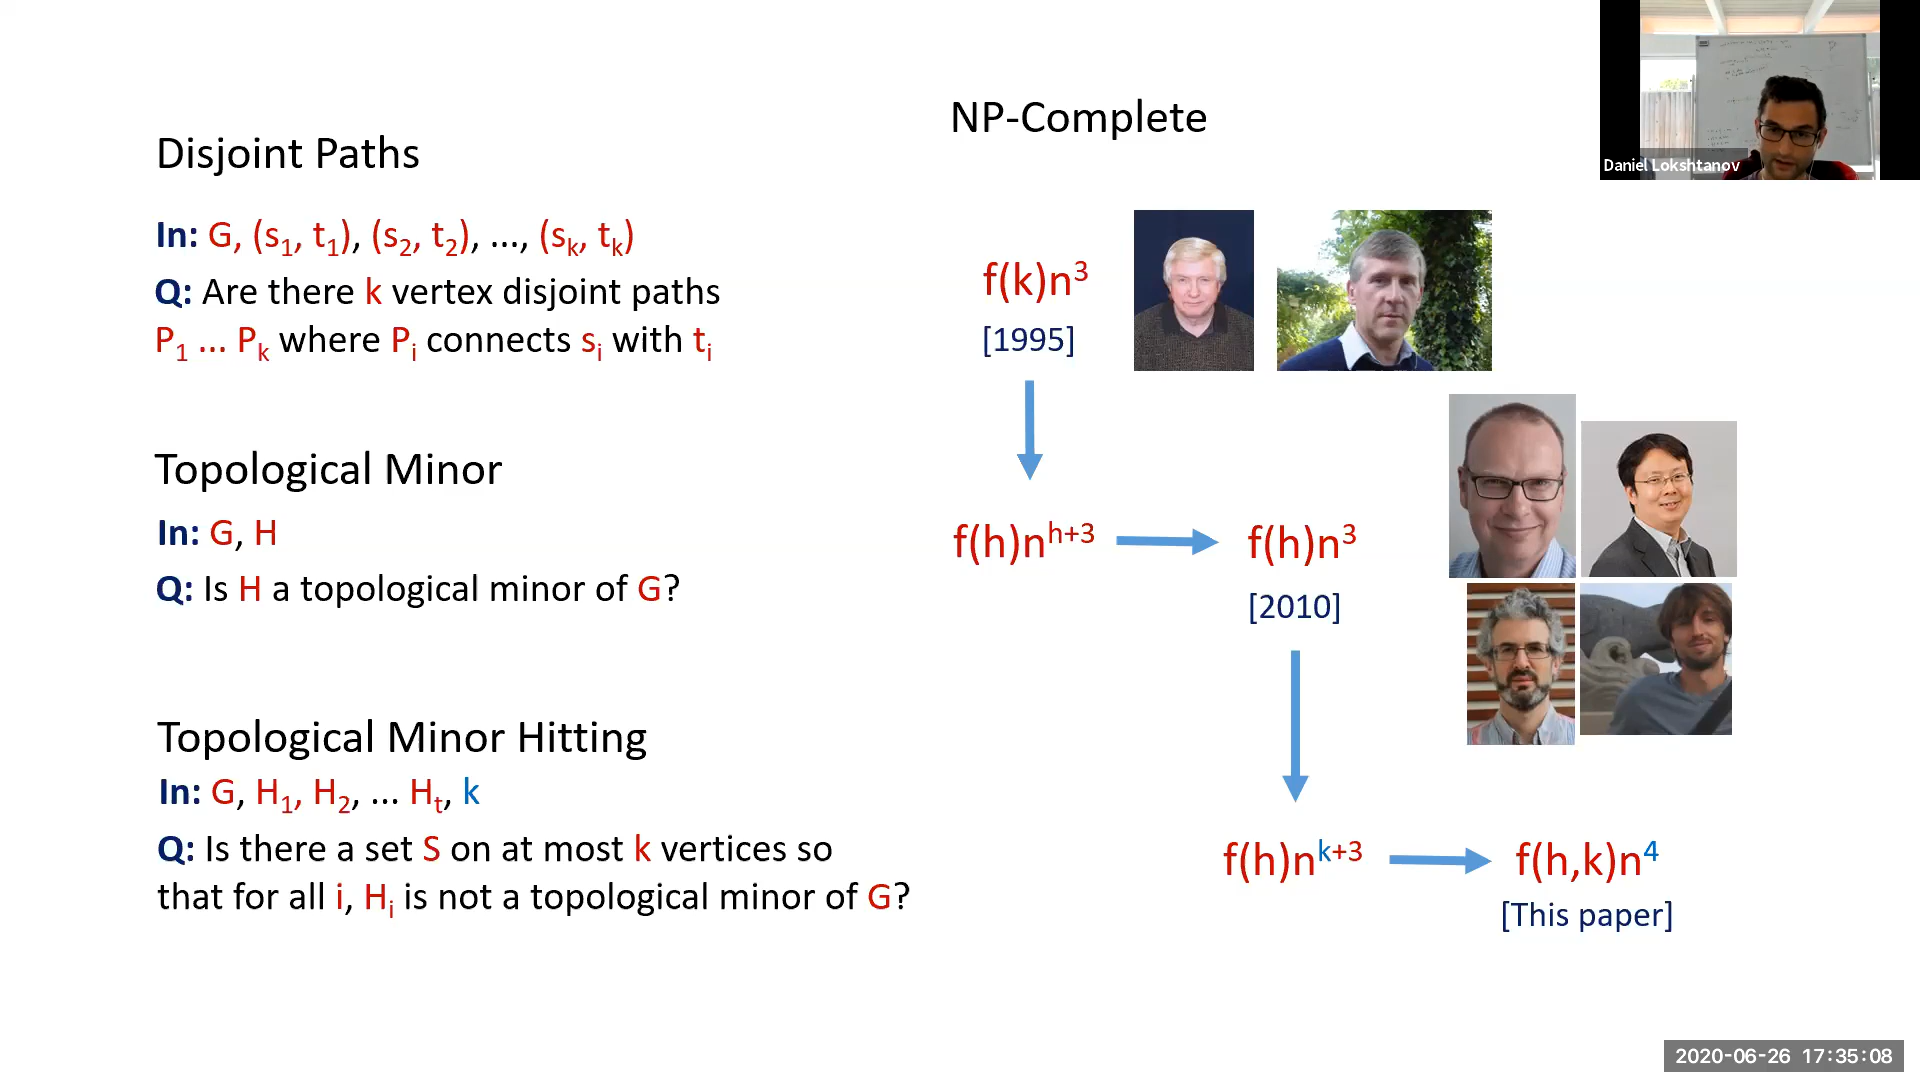 Disjoint Paths
In: G, (s₁, t₁), (s₂, t₂), ..., (sₖ, tₖ)
Q: Are there k vertex disjoint paths
P₁ ... Pₖ where Pᵢ connects sᵢ with tᵢ
Topological Minor
In: G, H
Q: Is H a topological minor of G?
Topological Minor Hitting
In: G, H₁, H₂, ... Hₜ, k
Q: Is there a set S on at most k vertices so
that for all i, Hᵢ is not a topological minor of G?
NP-Complete
f(k)n³
[1995]
f(h)nʰ⁺³
f(h)n³
[2010]
f(h)nᵏ⁺³
f(h,k)n⁴
[This paper]
Daniel Lokshtanov
2020-06-26 17:35:08